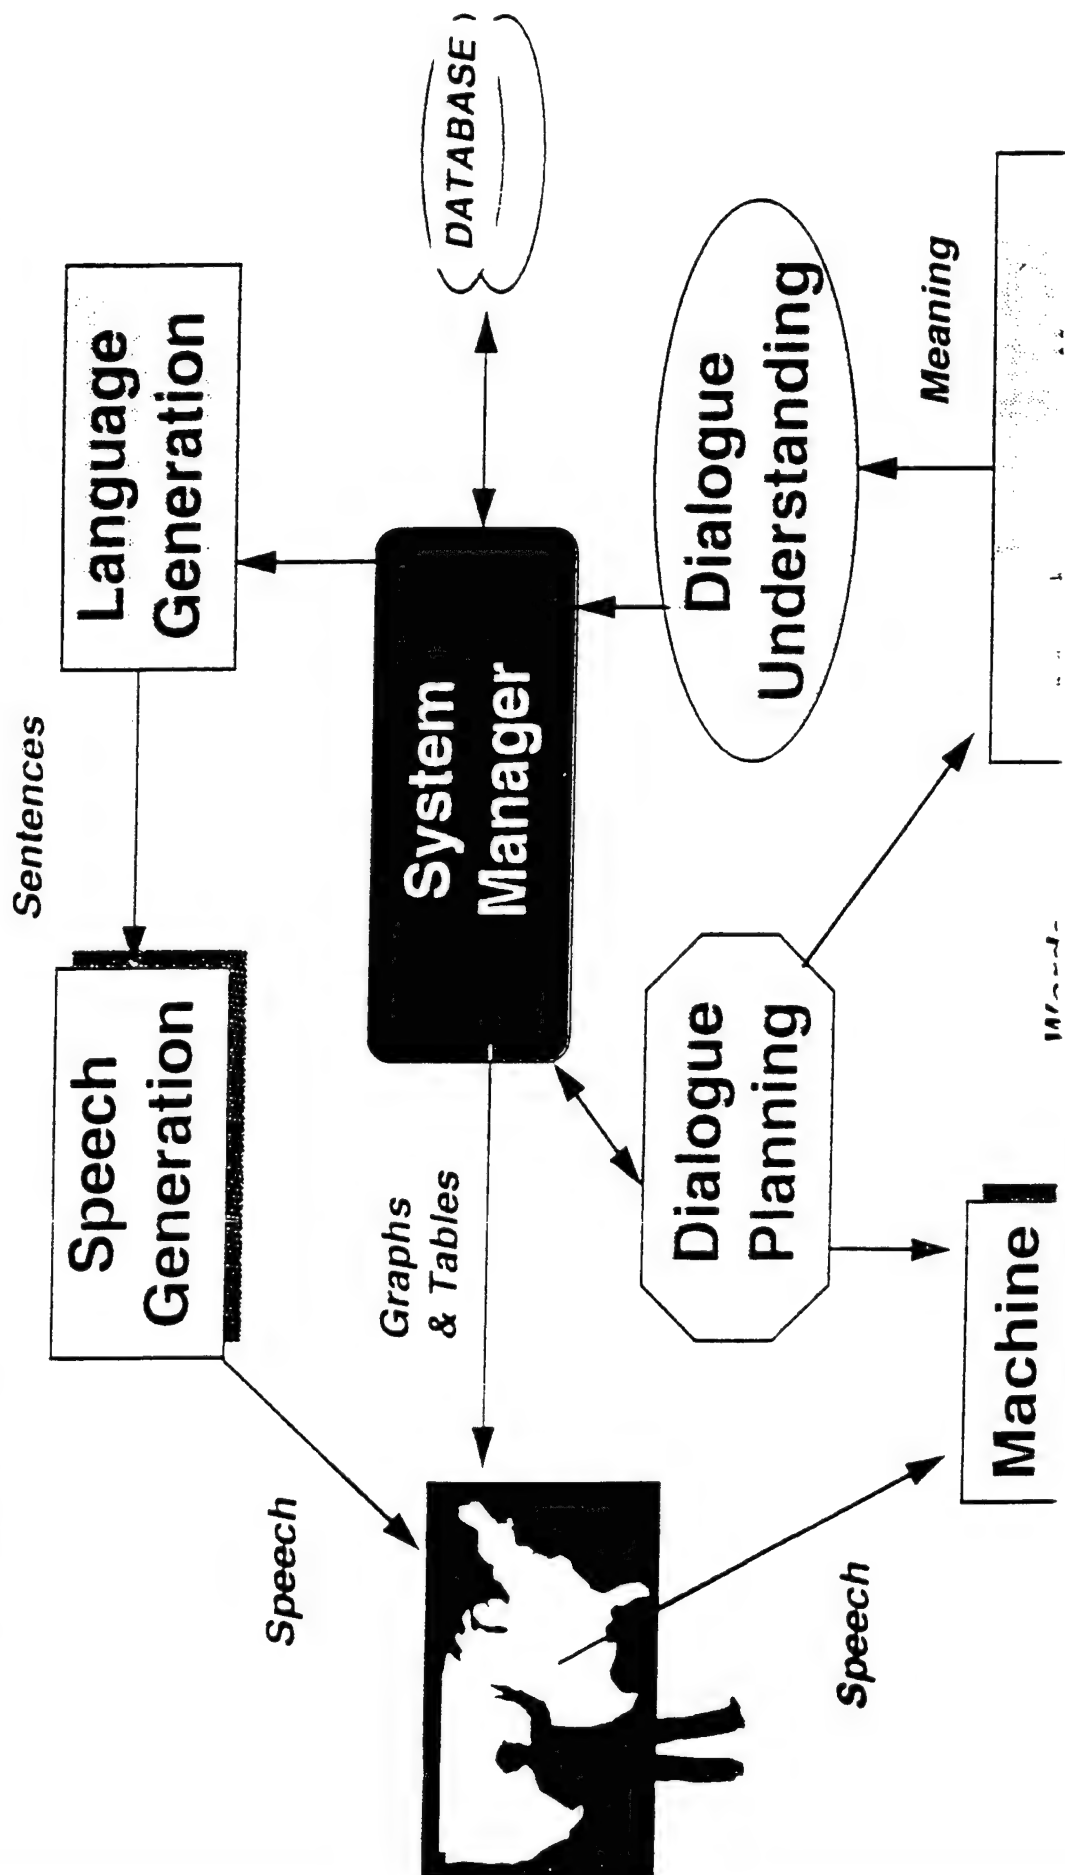 Sentences
Speech
Generation
Language
Generation
Speech
Graphs
& Tables
System
Manager
DATABASE
Dialogue
Planning
Dialogue
Understanding
Speech
Meaning
Machine